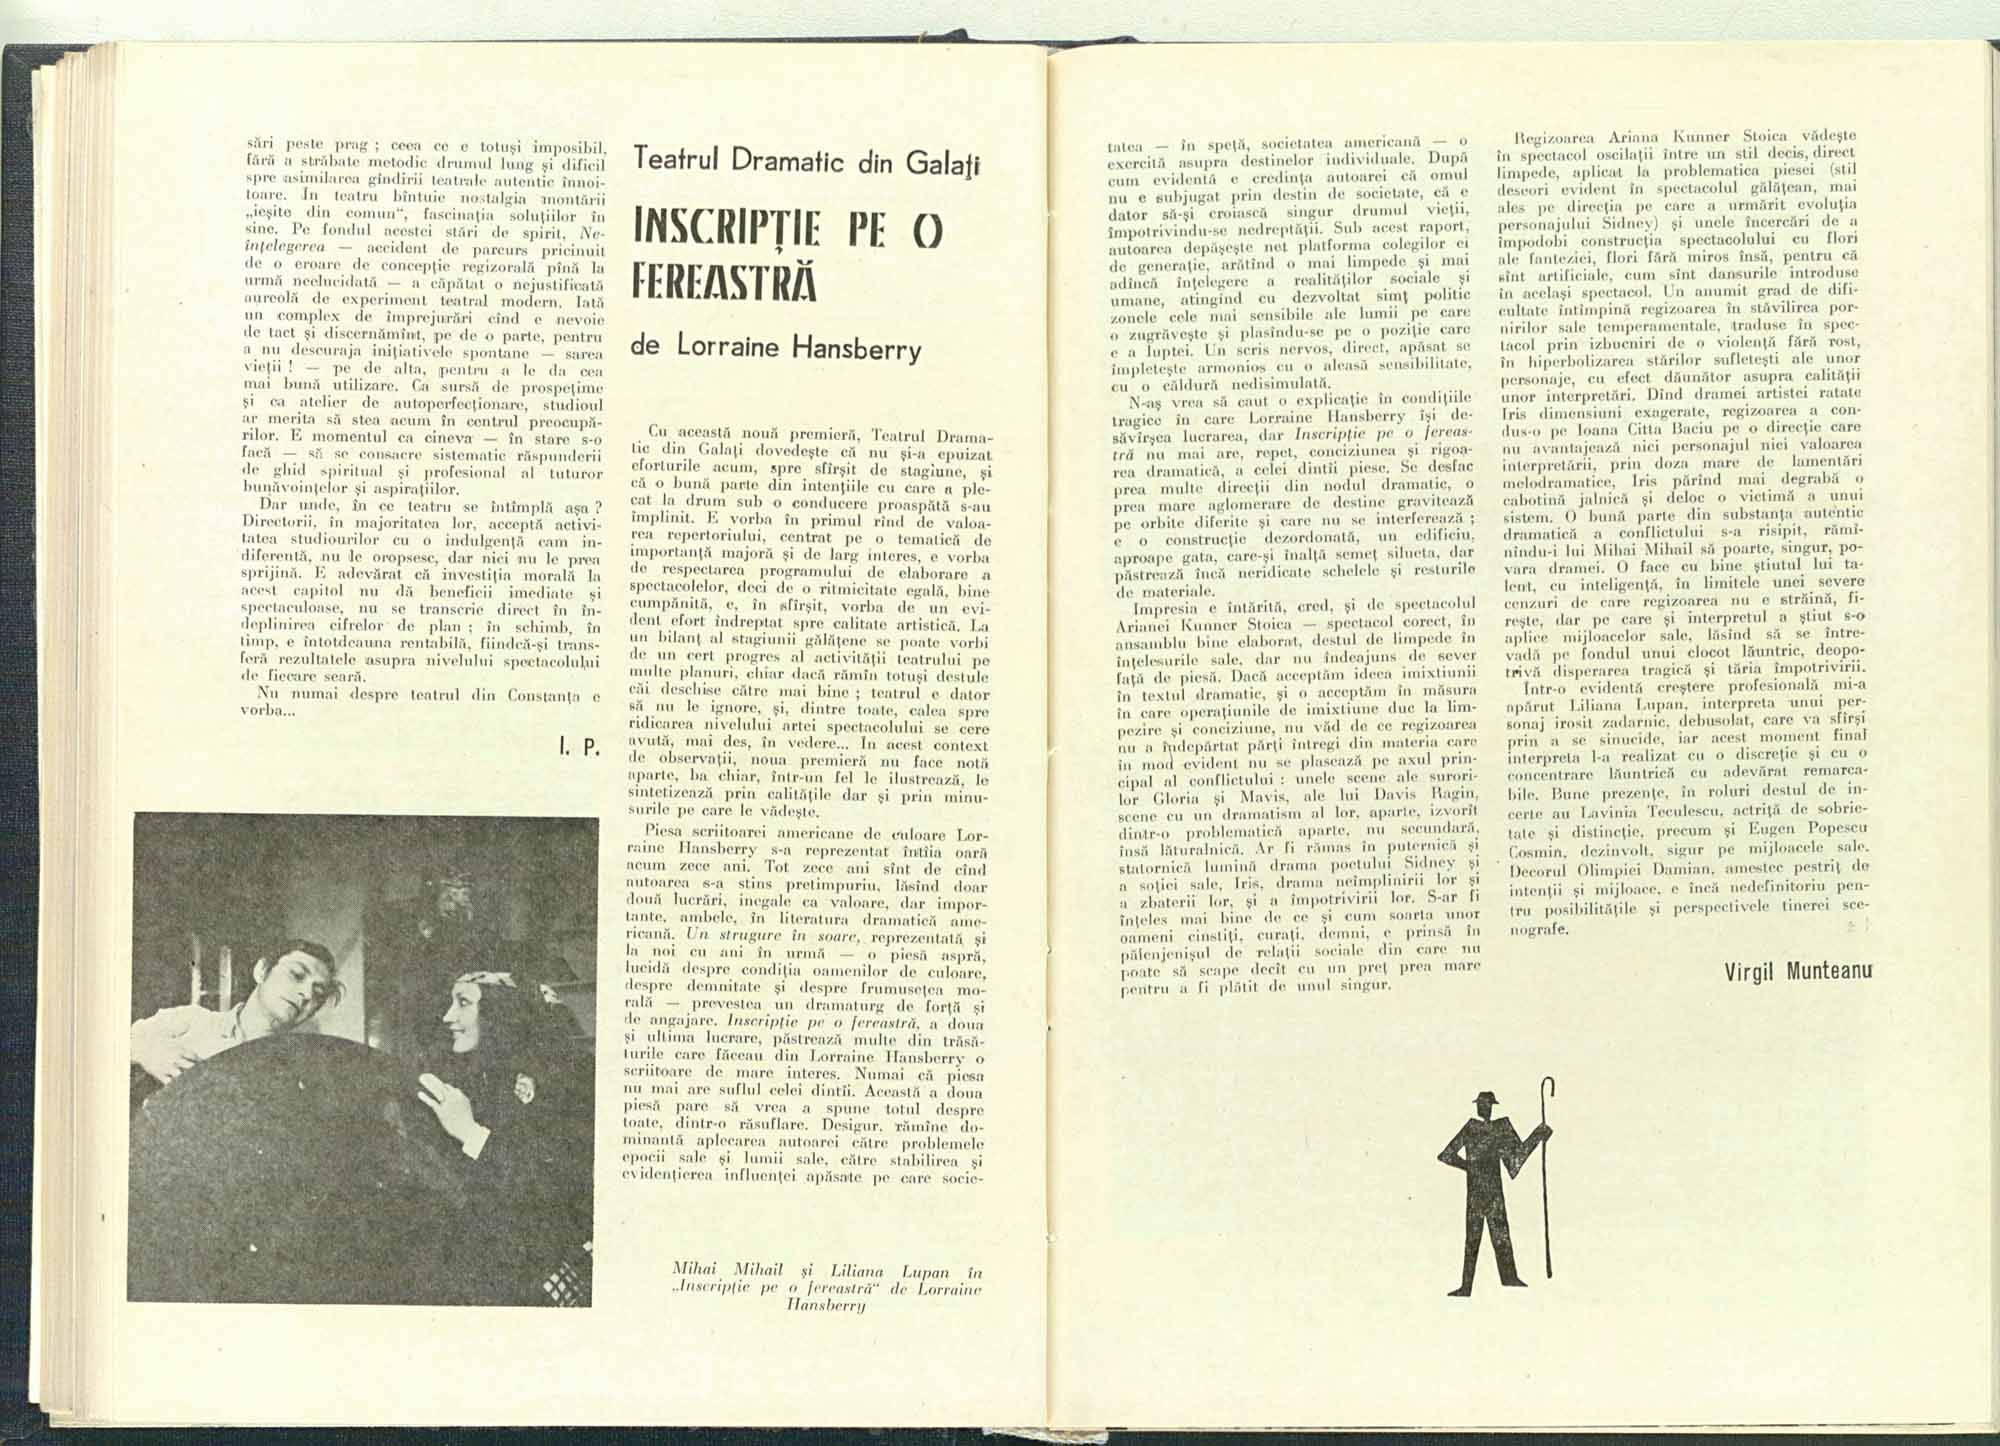 sări peste prag ; ceea ce e totuşi imposibil,
fără a străbate metodic drumul lung şi dificil
spre asimilarea gîndirii teatrale autentic înnoi-
toare. In teatru bîntuie nostalgia montării
„ieşite din comun“, fascinaţia soluţiilor în
sine. Pe fondul acestei stări de spirit, Ne-
înţelegerea — accident de parcurs pricinuit
de o eroare de concepţie regizorală pînă la
urmă neelucidată — a căpătat o nejustificată
aureolă de experiment teatral modern. Iată
un complex de împrejurări cînd e nevoie
de tact şi discernămînt, pe de o parte, pentru
a nu descuraja iniţiativele spontane — sarea
vieţii ! — pe de alta, pentru a le da cea
mai bună utilizare. Ca sursă de prospeţime
şi ca atelier de autoperfecţionare, studioul
ar merita să stea acum în centrul preocupă-
rilor. E momentul ca cineva — în stare s-o
facă — să se consacre sistematic răspunderii
de ghid spiritual şi profesional al tuturor
bunăvoinţelor şi aspiraţiilor.
Dar unde, în ce teatru se întîmplă aşa ?
Directorii, în majoritatea lor, acceptă activi-
tatea studiourilor cu o indulgenţă cam in-
diferentă, nu le oropsesc, dar nici nu le prea
sprijină. E adevărat că investiţia morală la
acest capitol nu dă beneficii imediate şi
spectaculoase, nu se transcrie direct în în-
deplinirea cifrelor de plan ; în schimb, în
timp, e întotdeauna rentabilă, fiindcă-şi trans-
feră rezultatele asupra nivelului spectacolului
de fiecare seară.
Nu numai despre teatrul din Constanţa e
vorba...
I. P.
Teatrul Dramatic din Galaţi
INSCRIPŢIE PE O
FEREASTRĂ
de Lorraine Hansberry
Cu această nouă premieră, Teatrul Drama-
tic din Galaţi dovedeşte că nu şi-a epuizat
eforturile acum, spre sfîrşit de stagiune, şi
că o bună parte din intenţiile cu care a ple-
cat la drum sub o conducere proaspătă s-au
împlinit. E vorba în primul rînd de valoa-
rea repertoriului, centrat pe o tematică de
importanţă majoră şi de larg interes, e vorba
de respectarea programului de elaborare a
spectacolelor, deci de o ritmicitate egală, bine
cumpănită, e, în sfîrşit, vorba de un evi-
dent efort îndreptat spre calitate artistică. La
un bilanţ al stagiunii gălăţene se poate vorbi
de un cert progres al activităţii teatrului pe
multe planuri, chiar dacă rămîn totuşi destule
căi deschise către mai bine ; teatrul e dator
să nu le ignore, şi, dintre toate, calea spre
ridicarea nivelului artei spectacolului se cere
avută, mai des, în vedere... In acest context
de observaţii, noua premieră nu face notă
aparte, ba chiar, într-un fel le ilustrează, le
sintetizează prin calităţile dar şi prin minu-
surile pe care le vădeşte.
Piesa scriitoarei americane de culoare Lor-
raine Hansberry s-a reprezentat întîia oară
acum zece ani. Tot zece ani sînt de cînd
autoarea s-a stins pretimpuriu, lăsînd doar
două lucrări, inegale ca valoare, dar impor-
tante, ambele, în literatura dramatică ame-
ricană. Un strugure în soare, reprezentată şi
la noi cu ani în urmă — o piesă aspră,
lucidă despre condiţia oamenilor de culoare,
despre demnitate şi despre frumuseţea mo-
rală — prevestea un dramaturg de forţă şi
de angajare. Inscripţie pe o fereastră, a doua
şi ultima lucrare, păstrează multe din trăsă-
turile care făceau din Lorraine Hansberry o
scriitoare de mare interes. Numai că piesa
nu mai are suflul celei dintîi. Această a doua
piesă pare să vrea a spune totul despre
toate, dintr-o răsuflare. Desigur, rămîne do-
minantă aplecarea autoarei către problemele
epocii sale şi lumii sale, către stabilirea şi
evidenţierea influenţei apăsate pe care socie-
Mihai Mihail şi Liliana Lupan în
„Inscripţie pe o fereastră“ de Lorraine
Hansberry
tatea — în speţă, societatea americană — o
exercită asupra destinelor individuale. După
cum evidentă e credinţa autoarei că omul
nu e subjugat prin destin de societate, că e
dator să-şi croiască singur drumul vieţii,
împotrivindu-se nedreptăţii. Sub acest raport,
autoarea depăşeşte net platforma colegilor ei
de generaţie, arătînd o mai limpede şi mai
adîncă înţelegere a realităţilor sociale şi
umane, atingînd cu dezvoltat simţ politic
zonele cele mai sensibile ale lumii pe care
o zugrăveşte şi plasîndu-se pe o poziţie care
e a luptei. Un scris nervos, direct, apăsat se
împleteşte armonios cu o aleasă sensibilitate,
cu o căldură nedisimulată.
N-aş vrea să caut o explicaţie în condiţiile
tragice în care Lorraine Hansberry îşi de-
săvîrşea lucrarea, dar Inscripţie pe o fereas-
tră nu mai are, repet, conciziunea şi rigoa-
rea dramatică, a celei dintîi piese. Se desfac
prea multe direcţii din nodul dramatic, o
prea mare aglomerare de destine gravitează
pe orbite diferite şi care nu se interferează ;
e o construcţie dezordonată, un edificiu,
aproape gata, care-şi înalţă semeţ silueta, dar
păstrează încă neridicate schelele şi resturile
de materiale.
Impresia e întărită, cred, şi de spectacolul
Arianei Kunner Stoica — spectacol corect, în
ansamblu bine elaborat, destul de limpede în
înţelesurile sale, dar nu îndeajuns de sever
faţă de piesă. Dacă acceptăm ideea imixtiunii
în textul dramatic, şi o acceptăm în măsura
în care operaţiunile de imixtiune duc la lim-
pezire şi conciziune, nu văd de ce regizoarea
nu a îndepărtat părţi întregi din materia care
în mod evident nu se plasează pe axul prin-
cipal al conflictului : unele scene ale surori-
lor Gloria şi Mavis, ale lui Davis Ragin,
scene cu un dramatism al lor, aparte, izvorît
dintr-o problematică aparte, nu secundară,
însă lăturalnică. Ar fi rămas în puternică şi
statornică lumină drama poetului Sidney şi
a soţiei sale, Iris, drama neîmplinirii lor şi
a zbaterii lor, şi a împotrivirii lor. S-ar fi
înţeles mai bine de ce şi cum soarta unor
oameni cinstiţi, curaţi, demni, e prinsă în
păienjenişul de relaţii sociale din care nu
poate să scape decît cu un preţ prea mare
pentru a fi plătit de unul singur.
Regizoarea Ariana Kunner Stoica vădeşte
în spectacol oscilaţii între un stil decis, direct
limpede, aplicat la problematica piesei (stil
deseori evident în spectacolul gălăţean, mai
ales pe direcţia pe care a urmărit evoluţia
personajului Sidney) şi unele încercări de a
împodobi construcţia spectacolului cu flori
ale fanteziei, flori fără miros însă, pentru că
sînt artificiale, cum sînt dansurile introduse
în acelaşi spectacol. Un anumit grad de difi-
cultate întîmpină regizoarea în stăvilirea por-
nirilor sale temperamentale, traduse în spec-
tacol prin izbucniri de o violenţă fără rost,
în hiperbolizarea stărilor sufleteşti ale unor
personaje, cu efect dăunător asupra calităţii
unor interpretări. Dînd dramei artistei ratate
Iris dimensiuni exagerate, regizoarea a con-
dus-o pe Ioana Citta Baciu pe o direcţie care
nu avantajează nici personajul nici valoarea
interpretării, prin doza mare de lamentări
melodramatice, Iris părînd mai degrabă o
cabotină jalnică şi deloc o victimă a unui
sistem. O bună parte din substanţa autentic
dramatică a conflictului s-a risipit, rămî-
nîndu-i lui Mihai Mihail să poarte, singur, po-
vara dramei. O face cu bine ştiutul lui ta-
lent, cu inteligenţă, în limitele unei severe
cenzuri de care regizoarea nu e străină, fi-
reşte, dar pe care şi interpretul a ştiut s-o
aplice mijloacelor sale, lăsînd să se între-
vadă pe fondul unui clocot lăuntric, deopo-
trivă disperarea tragică şi tăria împotrivirii.
Intr-o evidentă creştere profesională mi-a
apărut Liliana Lupan, interpreta unui per-
sonaj irosit zadarnic, debusolat, care va sfîrşi
prin a se sinucide, iar acest moment final
interpreta l-a realizat cu o discreţie şi cu o
concentrare lăuntrică cu adevărat remarca-
bile. Bune prezenţe, în roluri destul de in-
certe au Lavinia Teculescu, actriţă de sobrie-
tate şi distincţie, precum şi Eugen Popescu
Cosmin, dezinvolt, sigur pe mijloacele sale.
Decorul Olimpiei Damian, amestec pestriţ de
intenţii şi mijloace, e încă nedefinitoriu pen-
tru posibilităţile şi perspectivele tinerei sce-
nografe.
Virgil Munteanu